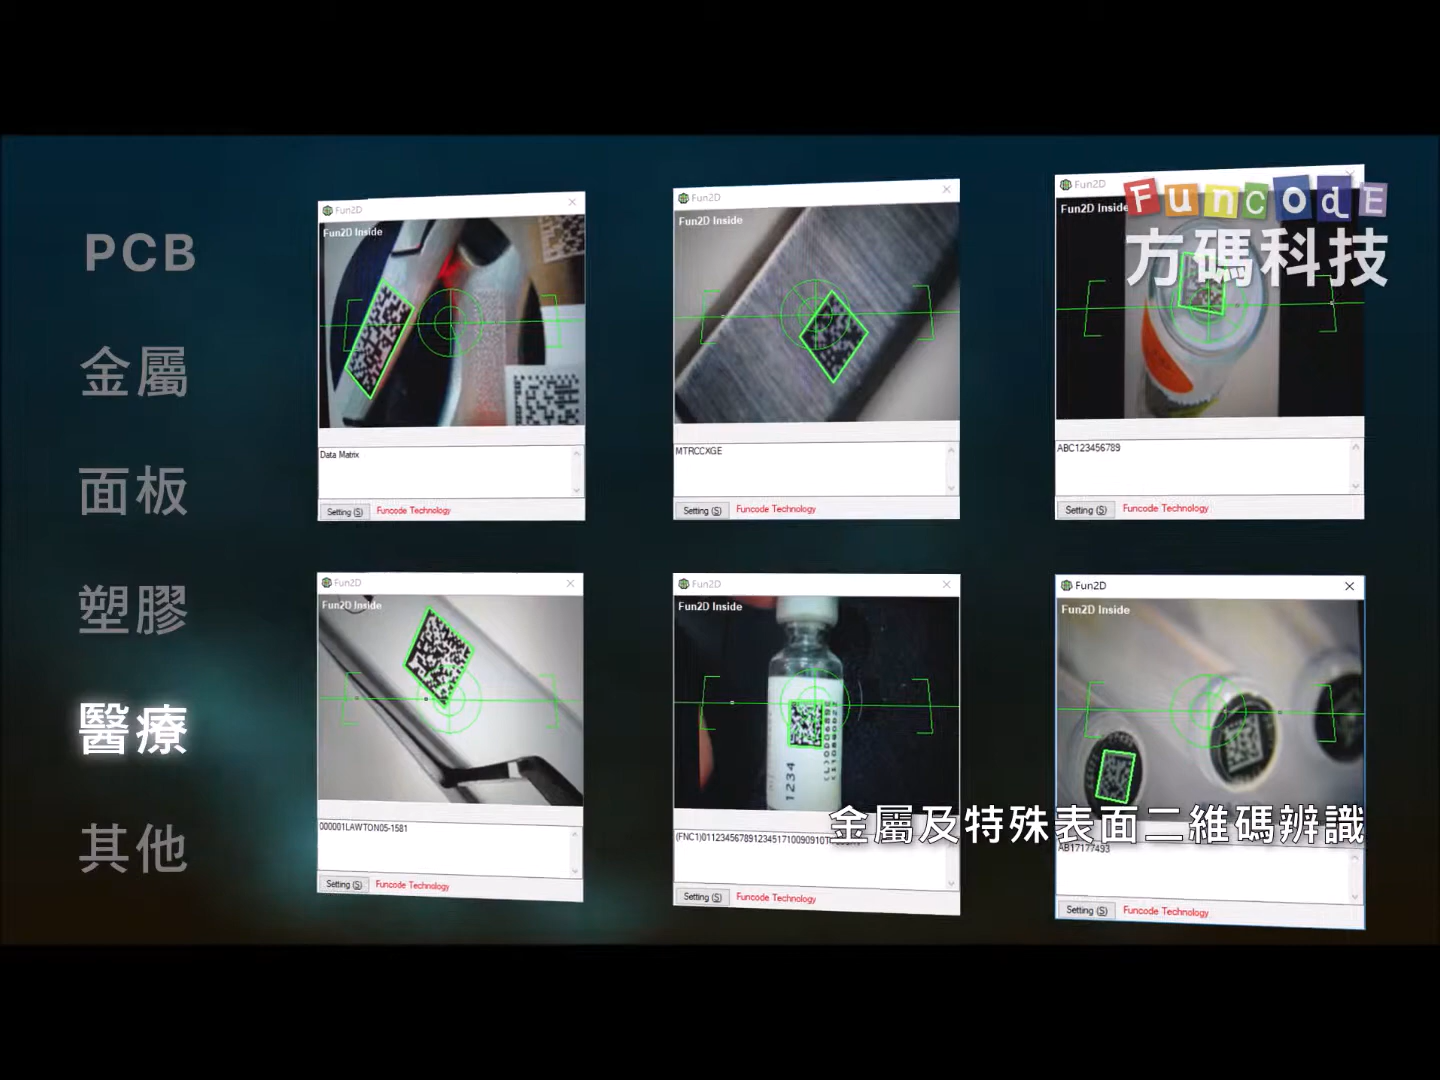 Funcode
方碼科技
PCB
金屬
面板
塑膠
醫療
其他
Fun2D
Fun2D Inside
Data Matrix
Setting (S) Funcode Technology
Fun2D
Fun2D Inside
MTRCCXGE
Setting (S) Funcode Technology
Fun2D
Fun2D Inside
ABC123456789
Setting (S) Funcode Technology
Fun2D
Fun2D Inside
000001LAWTON05-1581
Setting (S) Funcode Technology
Fun2D
Fun2D Inside
1234
Setting (S) Funcode Technology
Fun2D
Fun2D Inside
AB17177493
Setting (S) Funcode Technology
金屬及特殊表面二維碼辨識